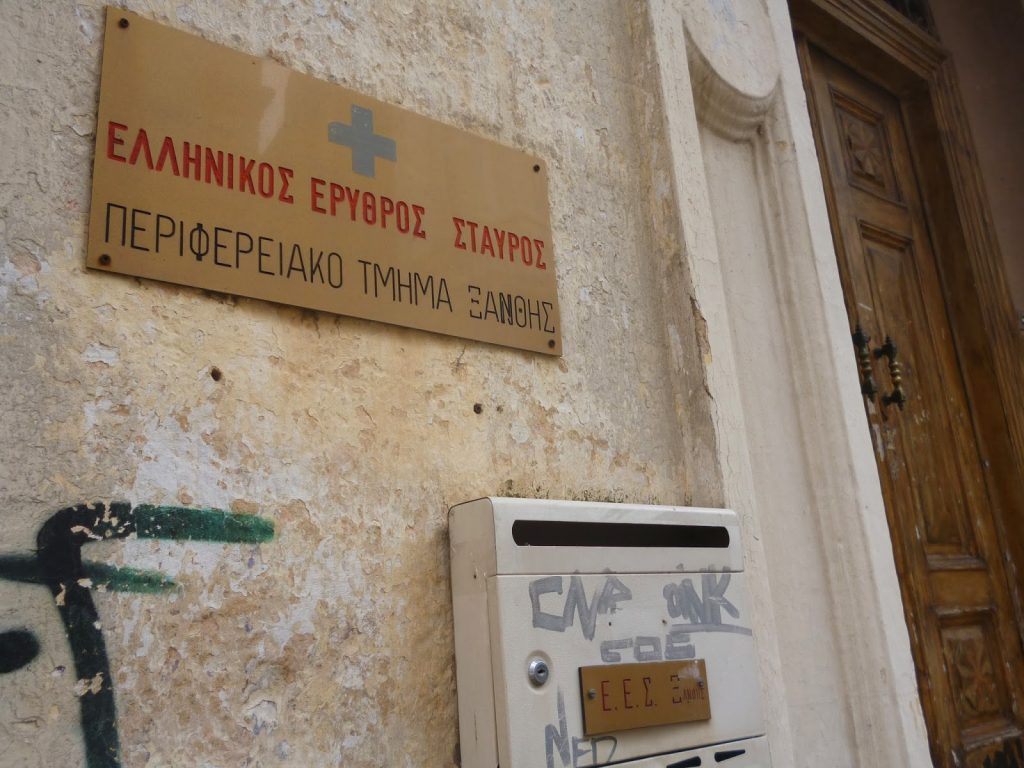 ΕΛΛΗΝΙΚΟΣ ΕΡΥΘΡΟΣ ΣΤΑΥΡΟΣ
ΠΕΡΙΦΕΡΕΙΑΚΟ ΤΜΗΜΑ ΞΑΝΘΗΣ
Ε.Ε.Σ. ΞΑΝΘΗΣ